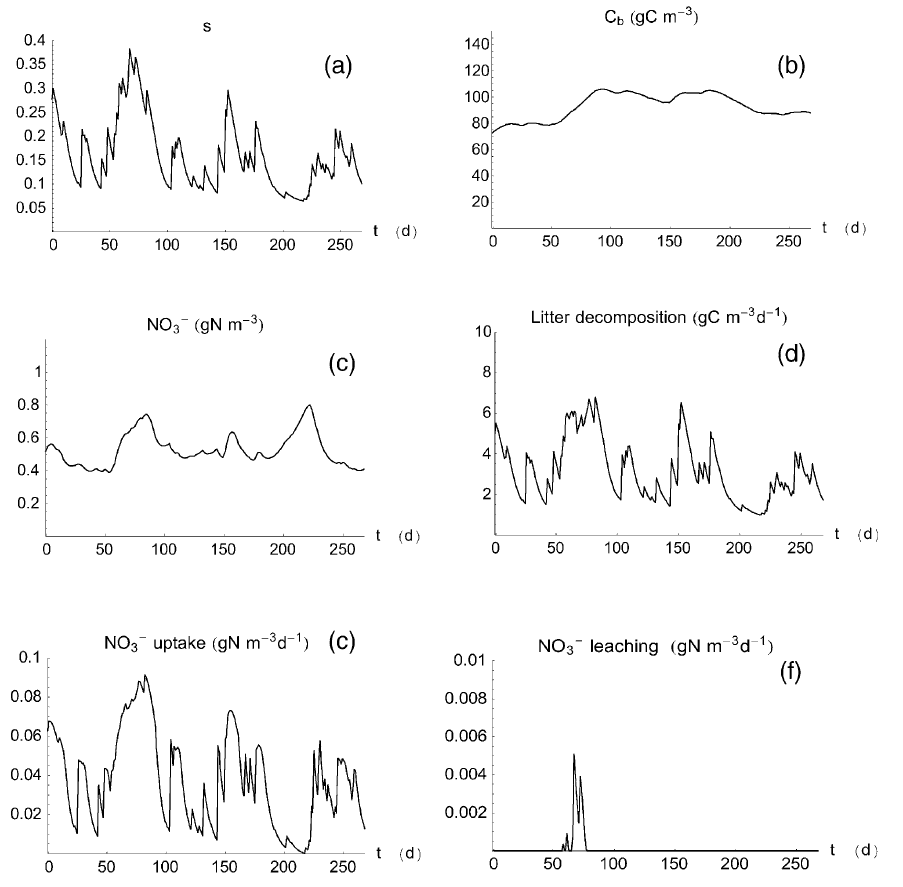 s
(a)
0.4
0.35
0.3
0.25
0.2
0.15
0.1
0.05
0 50 100 150 200 250 t (d)
C_b (gC m⁻³)
(b)
140
120
100
80
60
40
20
0 50 100 150 200 250 t (d)
NO₃⁻ (gN m⁻³)
(c)
1
0.8
0.6
0.4
0.2
0 50 100 150 200 250 t (d)
Litter decomposition (gC m⁻³d⁻¹)
(d)
10
8
6
4
2
0 50 100 150 200 250 t (d)
NO₃⁻ uptake (gN m⁻³d⁻¹) (c)
0.1
0.08
0.06
0.04
0.02
0 50 100 150 200 250 t (d)
NO₃⁻ leaching (gN m⁻³d⁻¹)
(f)
0.01
0.008
0.006
0.004
0.002
0 50 100 150 200 250 t (d)